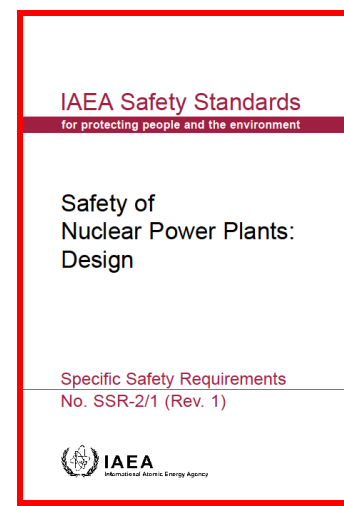 IAEA Safety Standards
for protecting people and the environment
Safety of
Nuclear Power Plants:
Design
Specific Safety Requirements
No. SSR-2/1 (Rev. 1)
IAEA
International Atomic Energy Agency